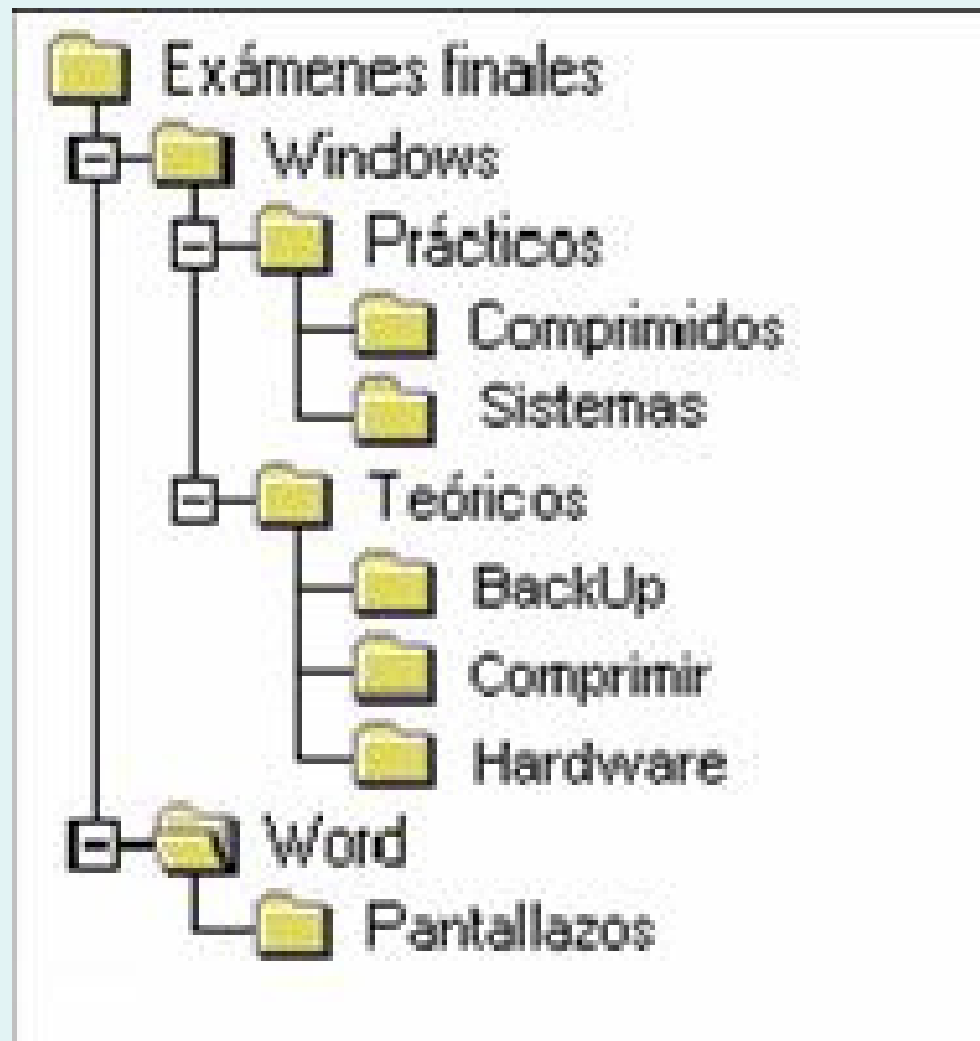 Exámenes finales
Windows
Prácticos
Comprimidos
Sistemas
Teóricos
BackUp
Comprimir
Hardware
Word
Pantallazos